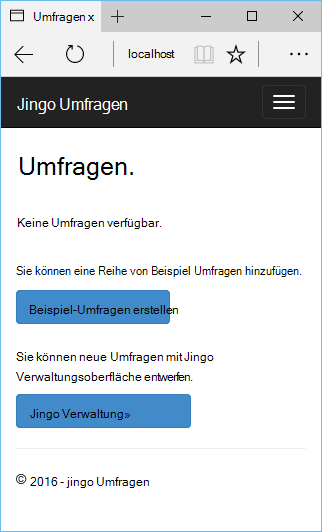 Umfragen x
localhost
Jingo Umfragen
Umfragen.
Keine Umfragen verfügbar.
Sie können eine Reihe von Beispiel Umfragen hinzufügen.
Beispiel-Umfragen erstellen
Sie können neue Umfragen mit Jingo
Verwaltungsoberfläche entwerfen.
Jingo Verwaltung»
© 2016 - jingo Umfragen